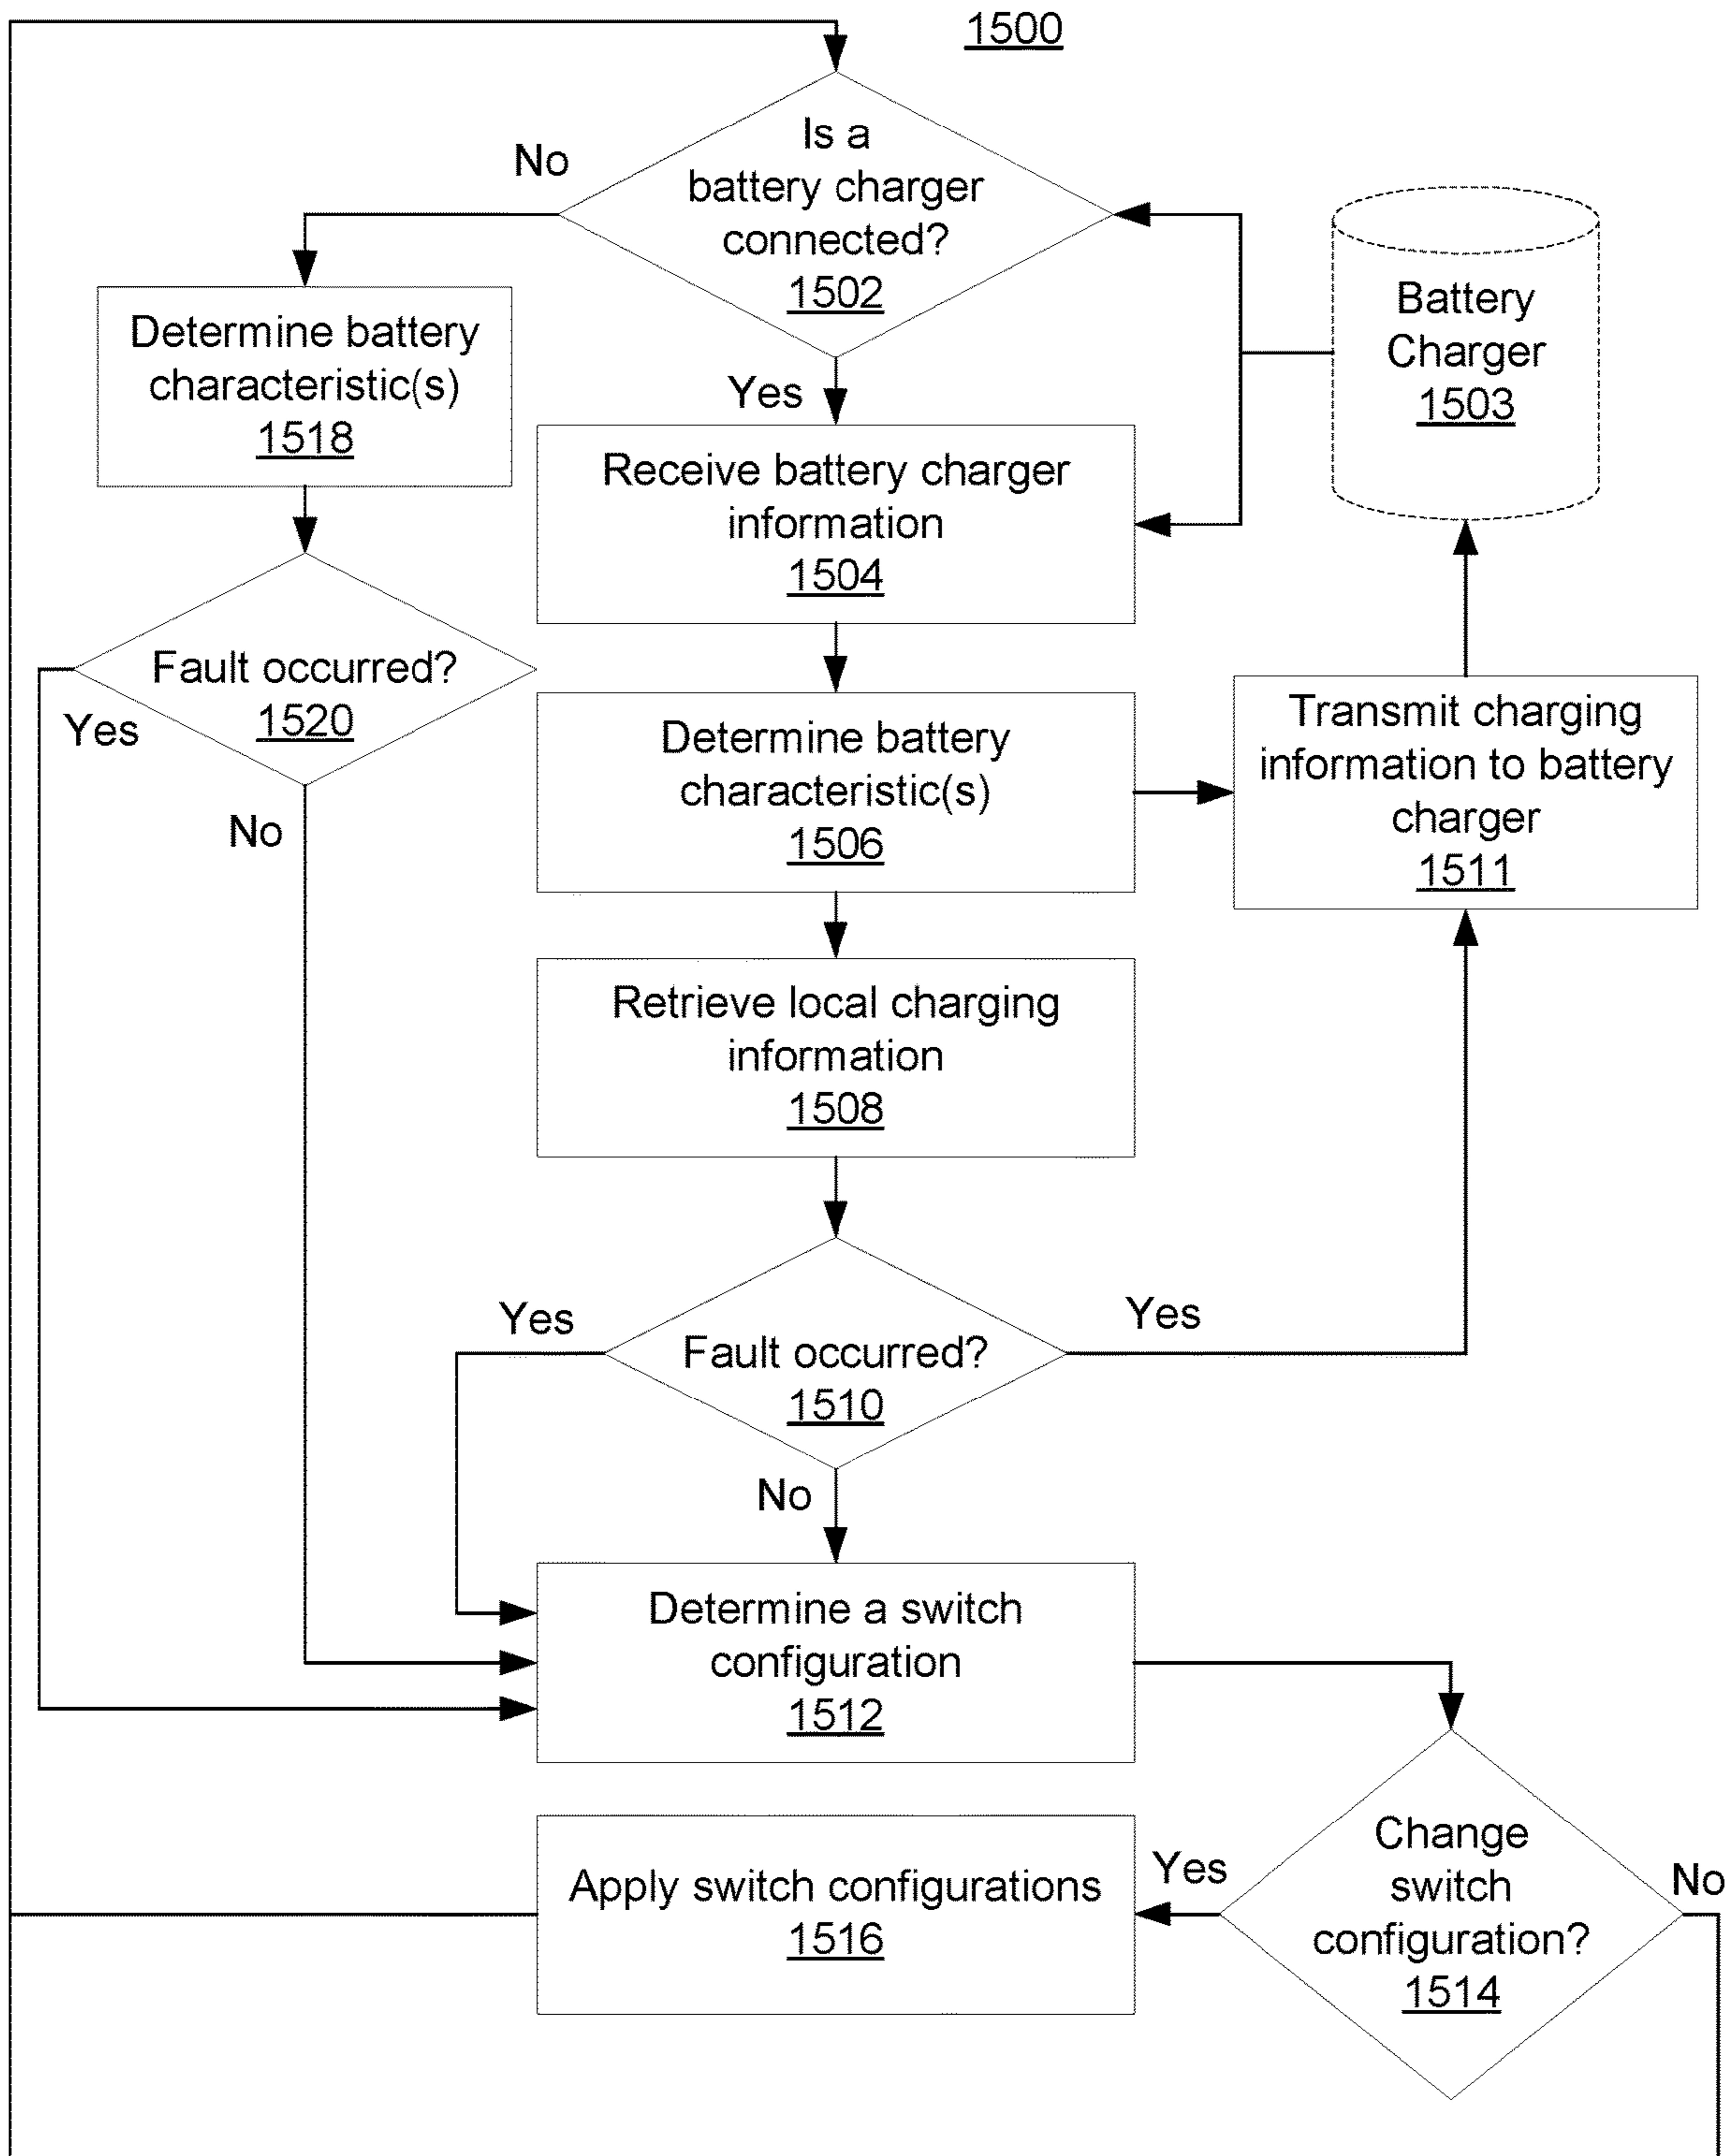 1500
Is a
battery charger
connected?
1502
No
Yes
Battery
Charger
1503
Determine battery
characteristic(s)
1518
Receive battery charger
information
1504
Fault occurred?
1520
Yes
No
Determine battery
characteristic(s)
1506
Transmit charging
information to battery
charger
1511
Retrieve local charging
information
1508
Yes
Fault occurred?
1510
Yes
No
Determine a switch
configuration
1512
Change
switch
configuration?
1514
Yes
No
Apply switch configurations
1516